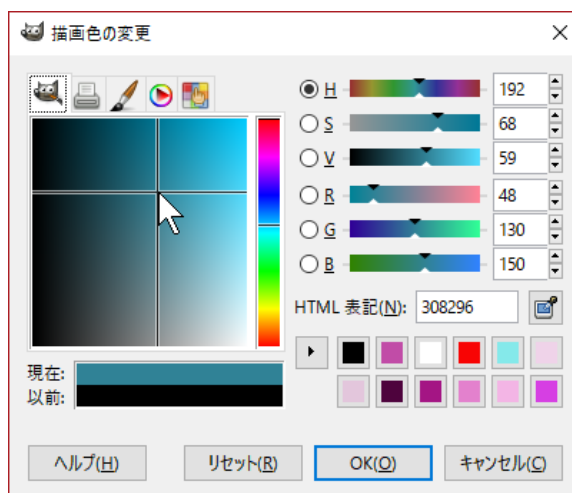 描画色の変更
H 192
S 68
V 59
R 48
G 130
B 150
HTML 表記(N): 308296
現在:
以前:
ヘルプ(H) リセット(R) OK(O) キャンセル(C)